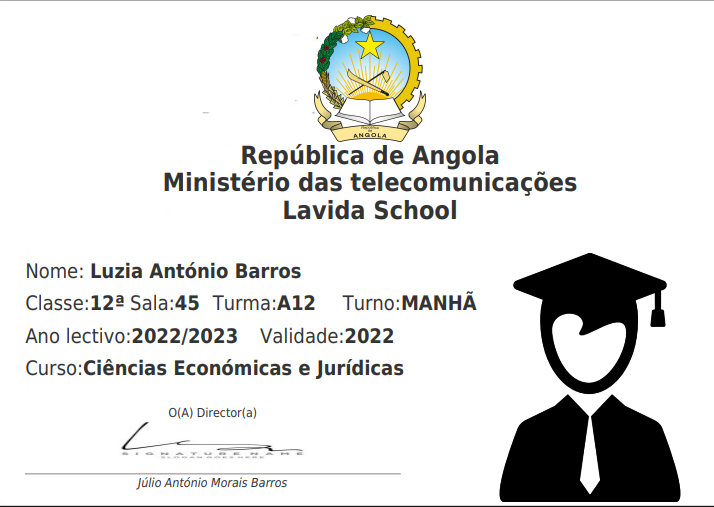 República de
ANGOLA
República de Angola
Ministério das telecomunicações
Lavida School
Nome: Luzia António Barros
Classe:12ª Sala:45 Turma:A12 Turno:MANHÃ
Ano lectivo:2022/2023 Validade:2022
Curso:Ciências Económicas e Jurídicas
O(A) Director(a)
SIGNATURE NAME
SLOGAN GOES HERE
Júlio António Morais Barros